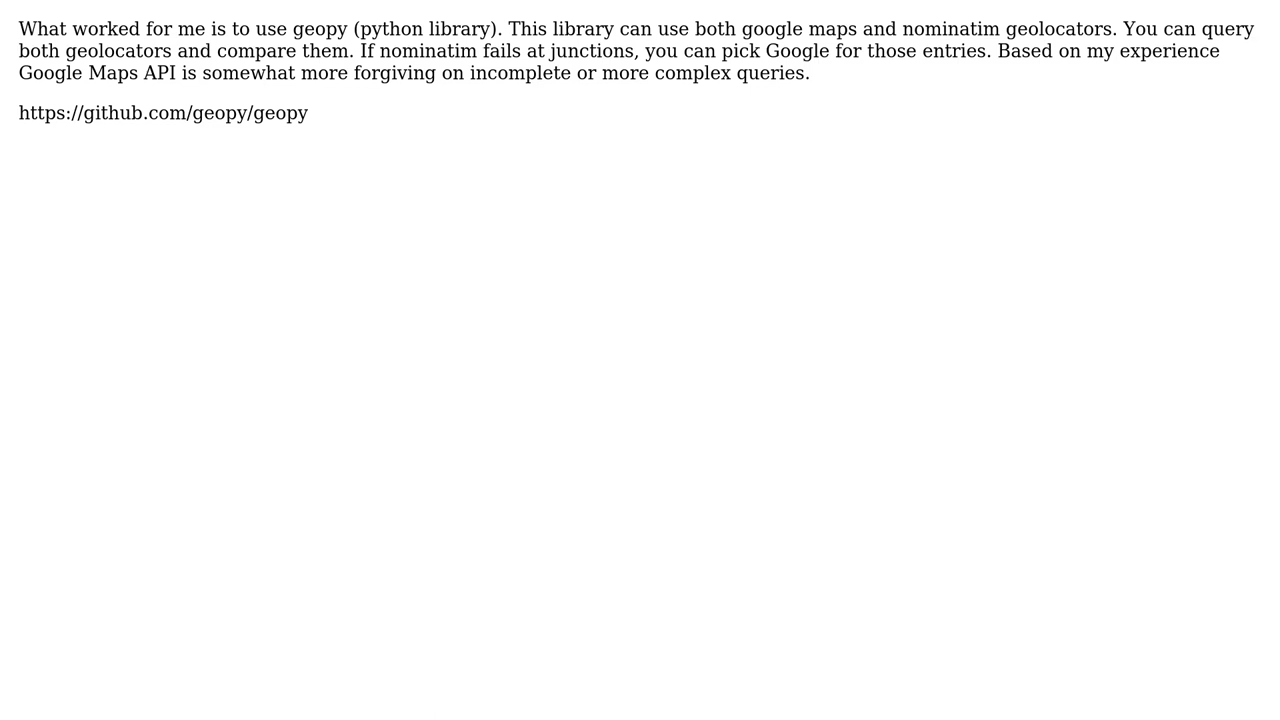 What worked for me is to use geopy (python library). This library can use both google maps and nominatim geolocators. You can query
both geolocators and compare them. If nominatim fails at junctions, you can pick Google for those entries. Based on my experience
Google Maps API is somewhat more forgiving on incomplete or more complex queries.
https://github.com/geopy/geopy